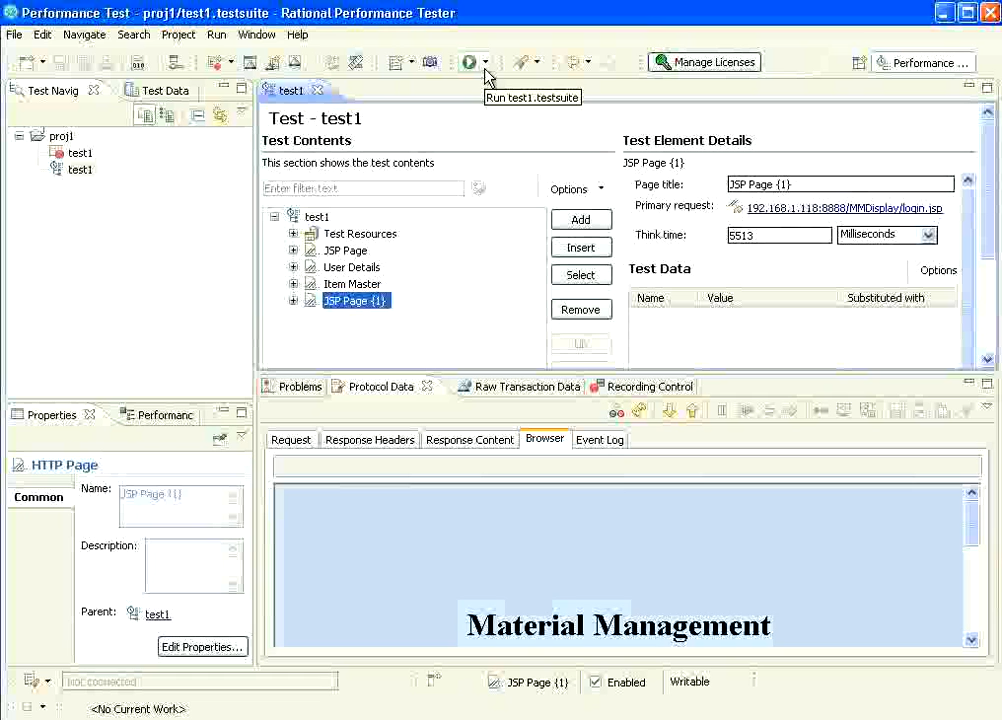 Performance Test - proj1/test1.testsuite - Rational Performance Tester
File Edit Navigate Search Project Run Window Help
Manage Licenses
Performance ...
Run test1.testsuite
Test Navig
Test Data
proj1
test1
test1
test1
Test - test1
Test Contents
This section shows the test contents
Enter filter text
Options
test1
Test Resources
JSP Page
User Details
Item Master
JSP Page {1}
Add
Insert
Select
Remove
Test Element Details
JSP Page {1}
Page title: JSP Page {1}
Primary request: 192.168.1.118:8888/MMDisplay/login.jsp
Think time: 5513 Milliseconds
Test Data
Options
Name Value Substituted with
Problems
Protocol Data
Raw Transaction Data
Recording Control
Request
Response Headers
Response Content
Browser
Event Log
Material Management
Properties
Performanc
HTTP Page
Common
Name: JSP Page {1}
Description:
Parent: test1
Edit Properties...
Not connected
JSP Page {1}
Enabled
Writable
<No Current Work>